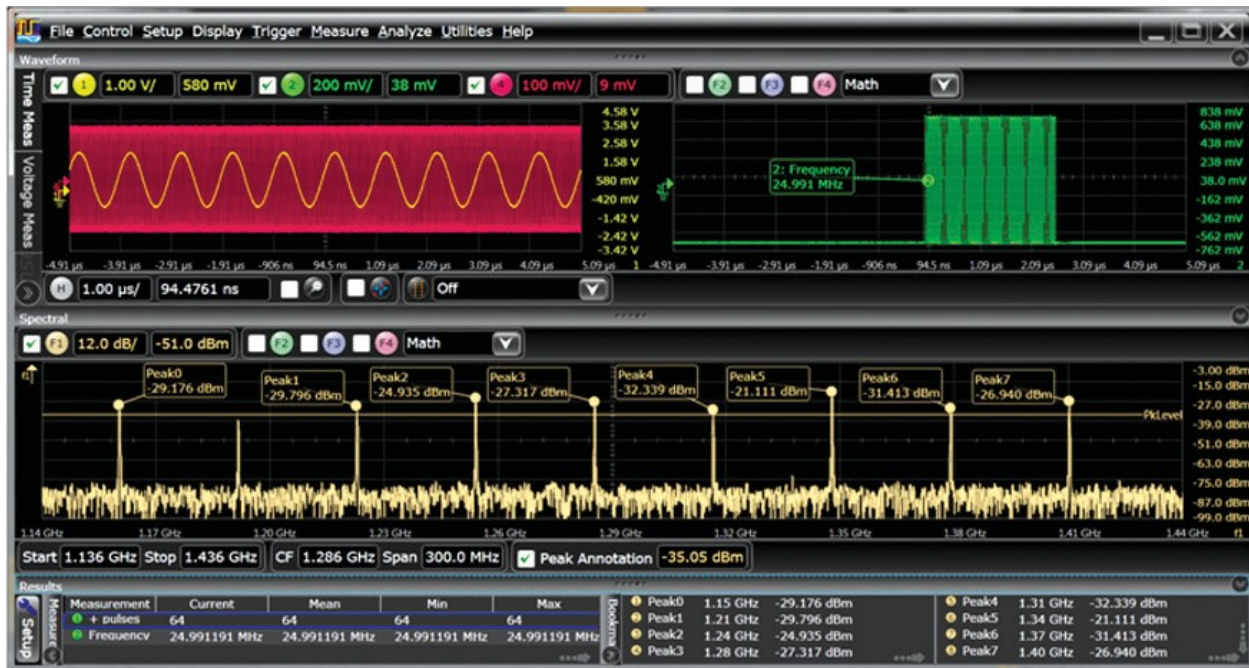 File Control Setup Display Trigger Measure Analyze Utilities Help
Waveform
Time Meas
Voltage Meas
1 1.00 V/ 580 mV 2 200 mV/ 38 mV 4 100 mV/ 9 mV
F2 F3 F4 Math
4.58 V
3.58 V
2.58 V
1.58 V
580 mV
-420 mV
-1.42 V
-2.42 V
-3.42 V
-4.91 µs -3.91 µs -2.91 µs -1.91 µs -906 ns 94.5 ns 1.09 µs 2.09 µs 3.09 µs 4.09 µs 5.09 µs 1
2: Frequency
24.991 MHz
2
838 mV
638 mV
438 mV
238 mV
38.0 mV
-162 mV
-362 mV
-562 mV
-762 mV
-4.91 µs -3.91 µs -2.91 µs -1.91 µs -906 ns 94.5 ns 1.09 µs 2.09 µs 3.09 µs 4.09 µs 5.09 µs 2
H 1.00 µs/ 94.4761 ns Off
Spectral
F1 12.0 dB/ -51.0 dBm F2 F3 F4 Math
Peak0
-29.176 dBm
Peak1
-29.796 dBm
Peak2
-24.935 dBm
Peak3
-27.317 dBm
Peak4
-32.339 dBm
Peak5
-21.111 dBm
Peak6
-31.413 dBm
Peak7
-26.940 dBm
PkLevel
-3.00 dBm
-15.0 dBm
-27.0 dBm
-39.0 dBm
-51.0 dBm
-63.0 dBm
-75.0 dBm
-87.0 dBm
-99.0 dBm
1.14 GHz 1.17 GHz 1.20 GHz 1.23 GHz 1.26 GHz 1.29 GHz 1.32 GHz 1.35 GHz 1.38 GHz 1.41 GHz 1.44 GHz f1
Start 1.136 GHz Stop 1.436 GHz CF 1.286 GHz Span 300.0 MHz Peak Annotation -35.05 dBm
Results
Setup
Measure
Measurement Current Mean Min Max
+ pulses 64 64 64 64
Frequency 24.991191 MHz 24.991191 MHz 24.991191 MHz 24.991191 MHz
Bookma
Peak0 1.15 GHz -29.176 dBm
Peak1 1.21 GHz -29.796 dBm
Peak2 1.24 GHz -24.935 dBm
Peak3 1.28 GHz -27.317 dBm
Peak4 1.31 GHz -32.339 dBm
Peak5 1.34 GHz -21.111 dBm
Peak6 1.37 GHz -31.413 dBm
Peak7 1.40 GHz -26.940 dBm